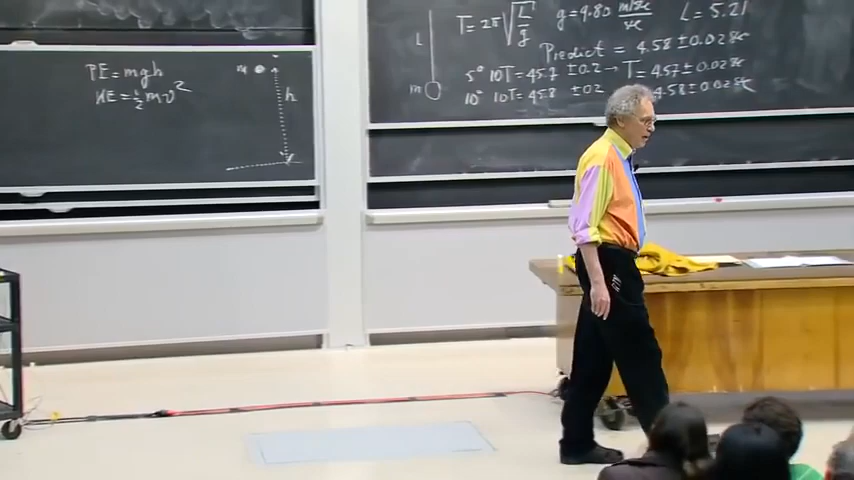 PE = mgh
KE = ½ mv²
m
h
L
m
T = 2π √(L/g)
g = 9.80 m/sec²
L = 5.21
Predict T = 4.58 ± 0.02 sec
5° 10T = 45.7 ± 0.2 → T = 4.57 ± 0.02 sec
10° 10T = 45.8 ± 0.2 4.58 ± 0.02 sec